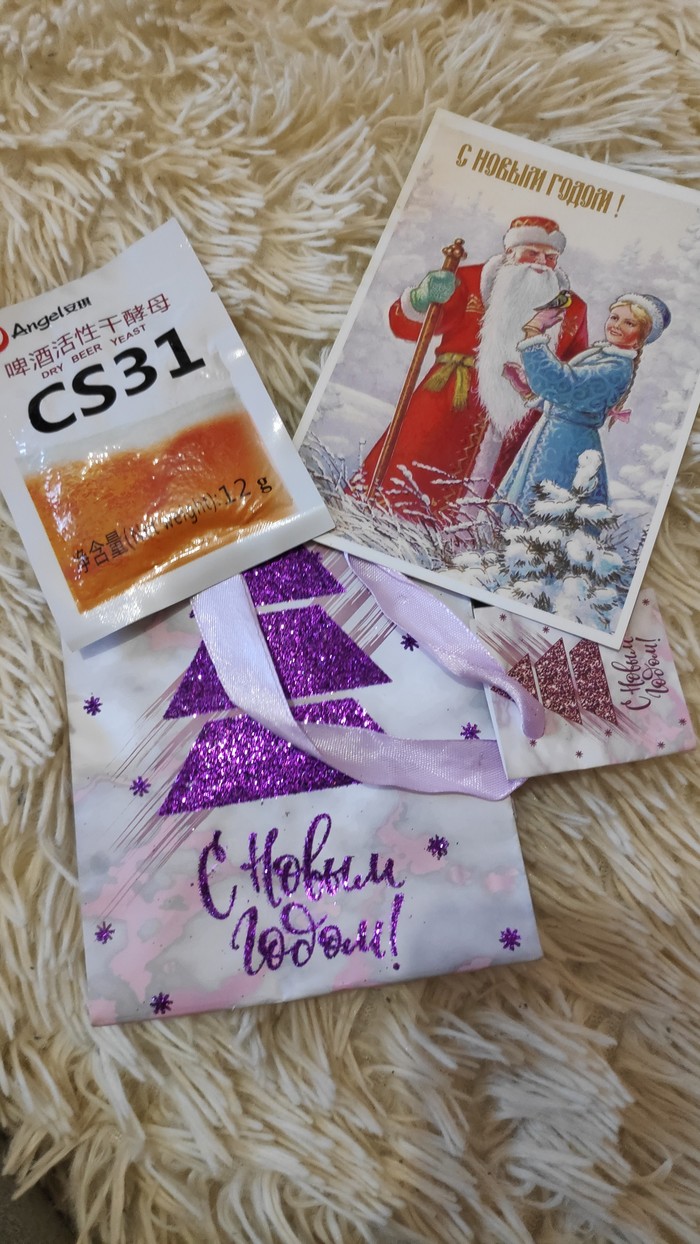 Angel安琪
啤酒活性干酵母
DRY BEER YEAST
CS31
净含量(Net weight):12 g
С НОВЫМ ГОДОМ!
С Новым
Годом!
С Новым
Годом!